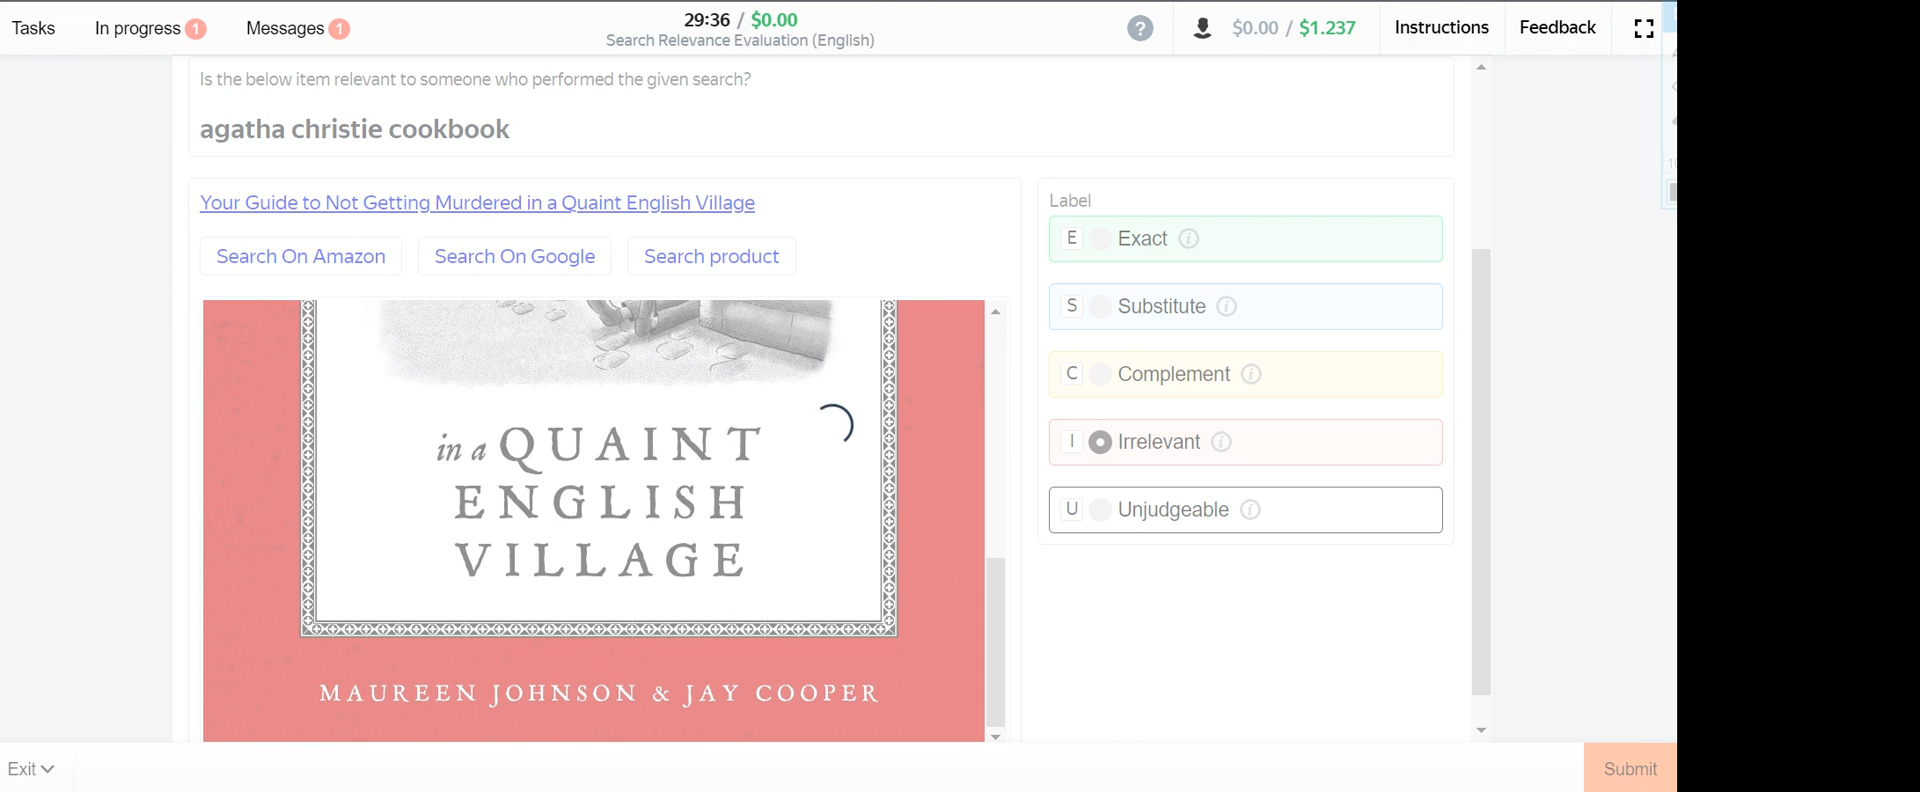 Tasks
In progress 1
Messages 1
29:36 / $0.00
Search Relevance Evaluation (English)
?
$0.00 / $1.237
Instructions
Feedback
Is the below item relevant to someone who performed the given search?
agatha christie cookbook
Your Guide to Not Getting Murdered in a Quaint English Village
Search On Amazon
Search On Google
Search product
in a QUAINT
ENGLISH
VILLAGE
MAUREEN JOHNSON & JAY COOPER
Label
E Exact i
S Substitute i
C Complement i
I Irrelevant i
U Unjudgeable i
Exit
Submit